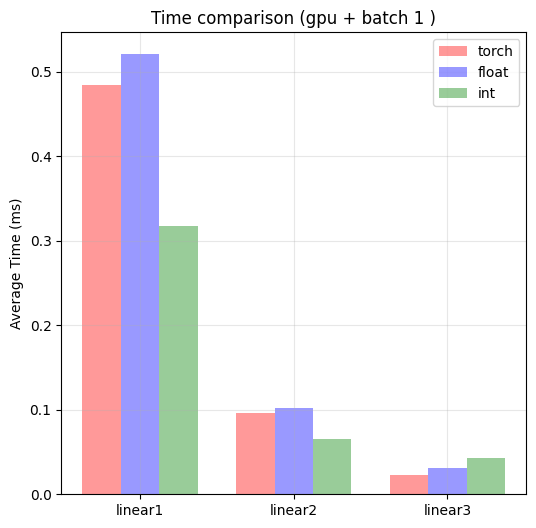 Time comparison (gpu + batch 1 )
torch
float
int
Average Time (ms)
0.5
0.4
0.3
0.2
0.1
0.0
linear1
linear2
linear3